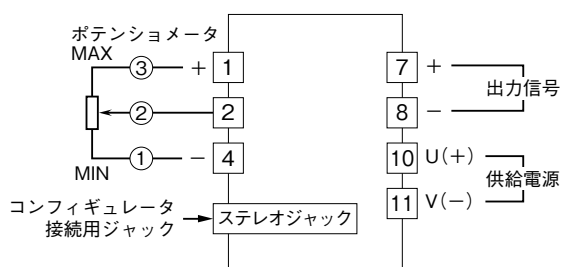 ポテンショメータ
MAX
③ + 1
② 2
① − 4
MIN
コンフィギュレータ
接続用ジャック
ステレオジャック
7 +
8 −
出力信号
10 U(+)
11 V(−)
供給電源